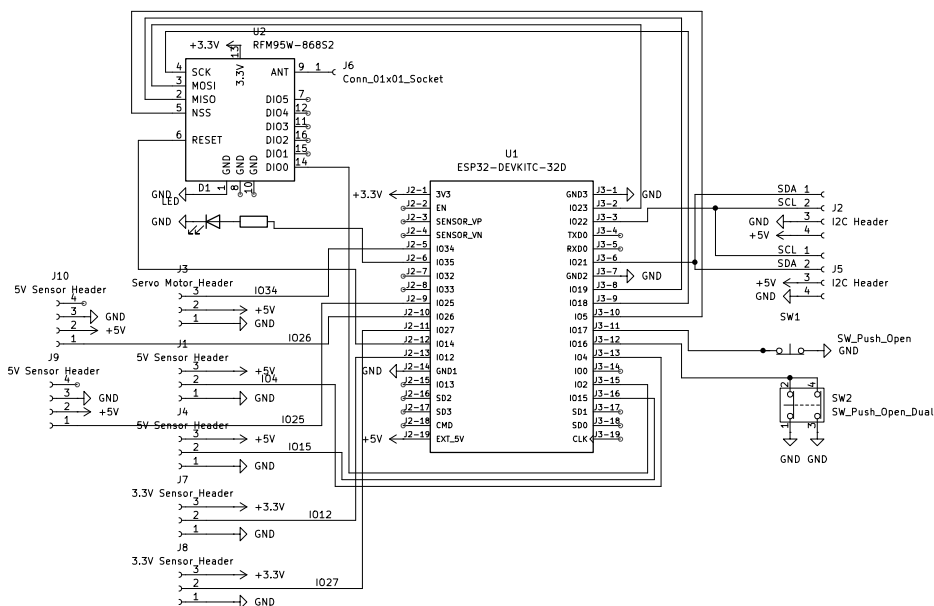 U2
+3.3V RFM95W-868S2
13
3.3V
4 SCK
3 MOSI
2 MISO
5 NSS
6 RESET
ANT 9 1 J6
Conn_01x01_Socket
DIO5 7
DIO4 12
DIO3 11
DIO2 16
DIO1 15
DIO0 14
GND GND GND
1 8 10
GND
D1
LED
GND
U1
ESP32-DEVKITC-32D
+3.3V J2-1 3V3
J2-2 EN
J2-3 SENSOR_VP
J2-4 SENSOR_VN
J2-5 IO34
J2-6 IO35
J2-7 IO32
J2-8 IO33
J2-9 IO25
J2-10 IO26
J2-11 IO27
J2-12 IO14
J2-13 IO12
GND J2-14 GND1
J2-15 IO13
J2-16 SD2
J2-17 SD3
J2-18 CMD
+5V J2-19 EXT_5V
GND3 J3-1 GND
IO23 J3-2
IO22 J3-3
TXD0 J3-4
RXD0 J3-5
IO21 J3-6
GND2 J3-7 GND
IO19 J3-8
IO18 J3-9
IO5 J3-10
IO17 J3-11
IO16 J3-12
IO4 J3-13
IO0 J3-14
IO2 J3-15
IO15 J3-16
SD1 J3-17
SD0 J3-18
CLK J3-19
SDA 1
SCL 2 J2
GND 3 I2C Header
+5V 4
SCL 1
SDA 2 J5
+5V 3 I2C Header
GND 4
SW1
SW_Push_Open
GND
2 4
SW2
SW_Push_Open_Dual
1 3
GND GND
J3
Servo Motor Header
3 IO34
2 +5V
1 GND
J10
5V Sensor Header
4
3 GND
2 +5V
1 IO26
J1
5V Sensor Header
3 +5V
2 IO4
1 GND
J9
5V Sensor Header
4
3 GND
2 +5V
1 IO25
J4
5V Sensor Header
3 +5V
2 IO15
1 GND
J7
3.3V Sensor Header
3 +3.3V
2 IO12
1 GND
J8
3.3V Sensor Header
3 +3.3V
2 IO27
1 GND